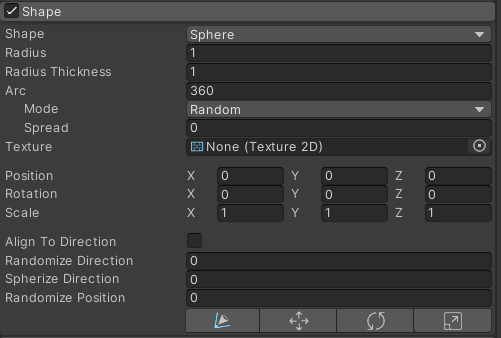 Shape
Shape Sphere
Radius 1
Radius Thickness 1
Arc 360
Mode Random
Spread 0
Texture None (Texture 2D)
Position X 0 Y 0 Z 0
Rotation X 0 Y 0 Z 0
Scale X 1 Y 1 Z 1
Align To Direction
Randomize Direction 0
Spherize Direction 0
Randomize Position 0